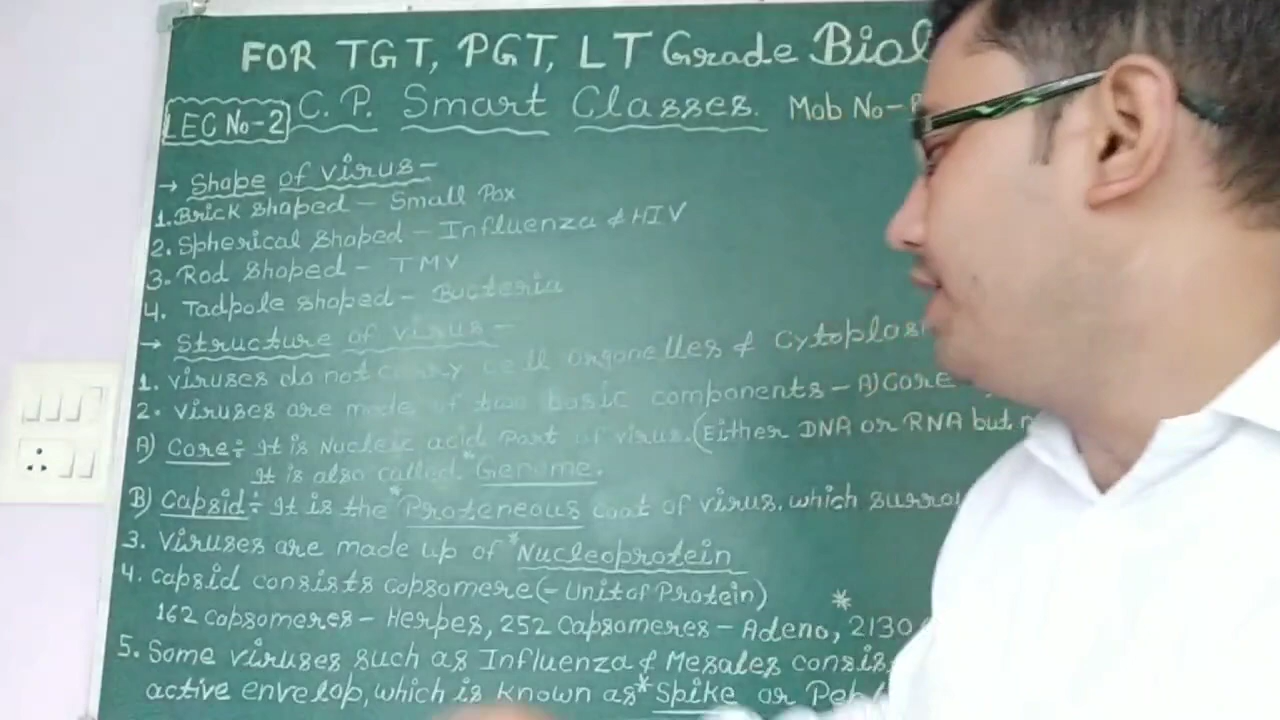 FOR TGT, PGT, LT Grade Biol
LEC No-2 C. P. Smart Classes. Mob No-
→ Shape of virus-
1. Brick shaped - Small Pox
2. Spherical shaped - Influenza & HIV
3. Rod shaped - TMV
4. Tadpole shaped - Bacteria
→ Structure of virus-
1. Viruses do not carry cell organelles & Cytoplas
2. Viruses are made of two basic components - A) Core
A) Core:- It is Nucleic acid Part of virus. (Either DNA or RNA but n
It is also called *Genome.
B) Capsid:- It is the *Proteneous coat of virus. which surro
3. Viruses are made up of *Nucleoprotein
4. Capsid consists Capsomere (- Unit of Protein)
162 Capsomeres - Herpes, 252 Capsomeres - Adeno, 2130 *
5. Some viruses such as Influenza & Mesales consis
active envelop, which is known as *Spike or Pep